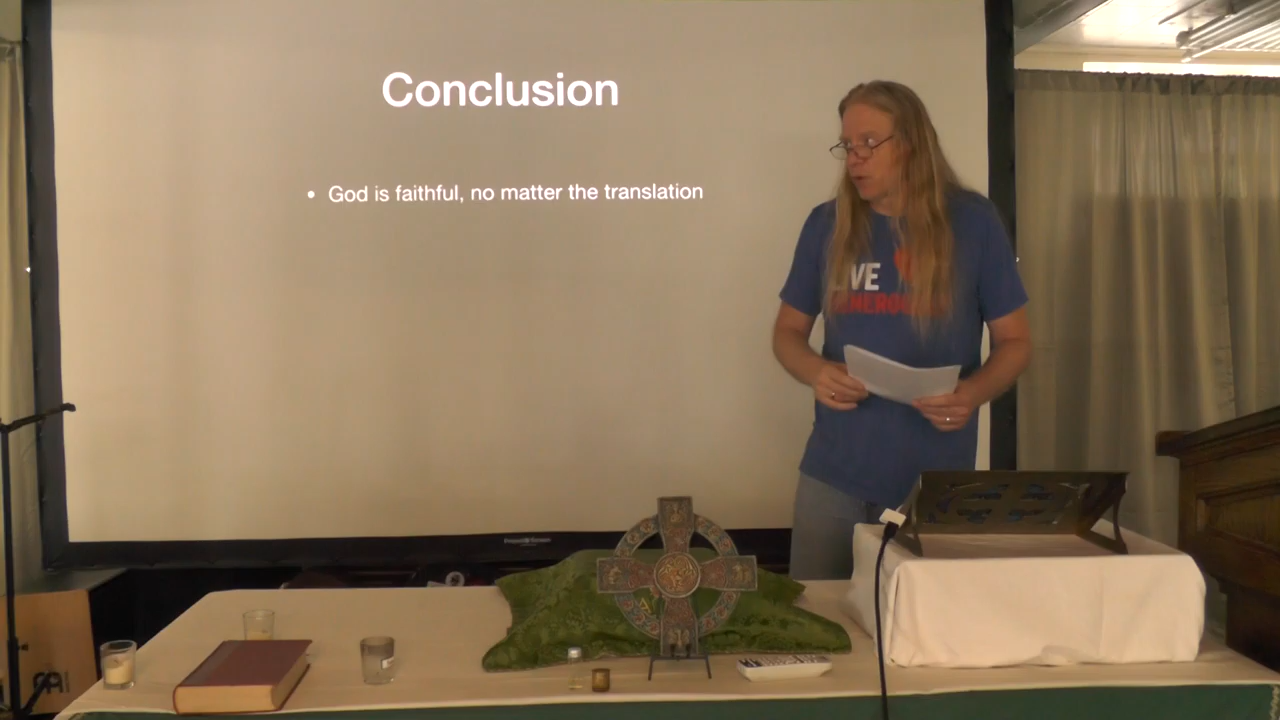 Conclusion
• God is faithful, no matter the translation